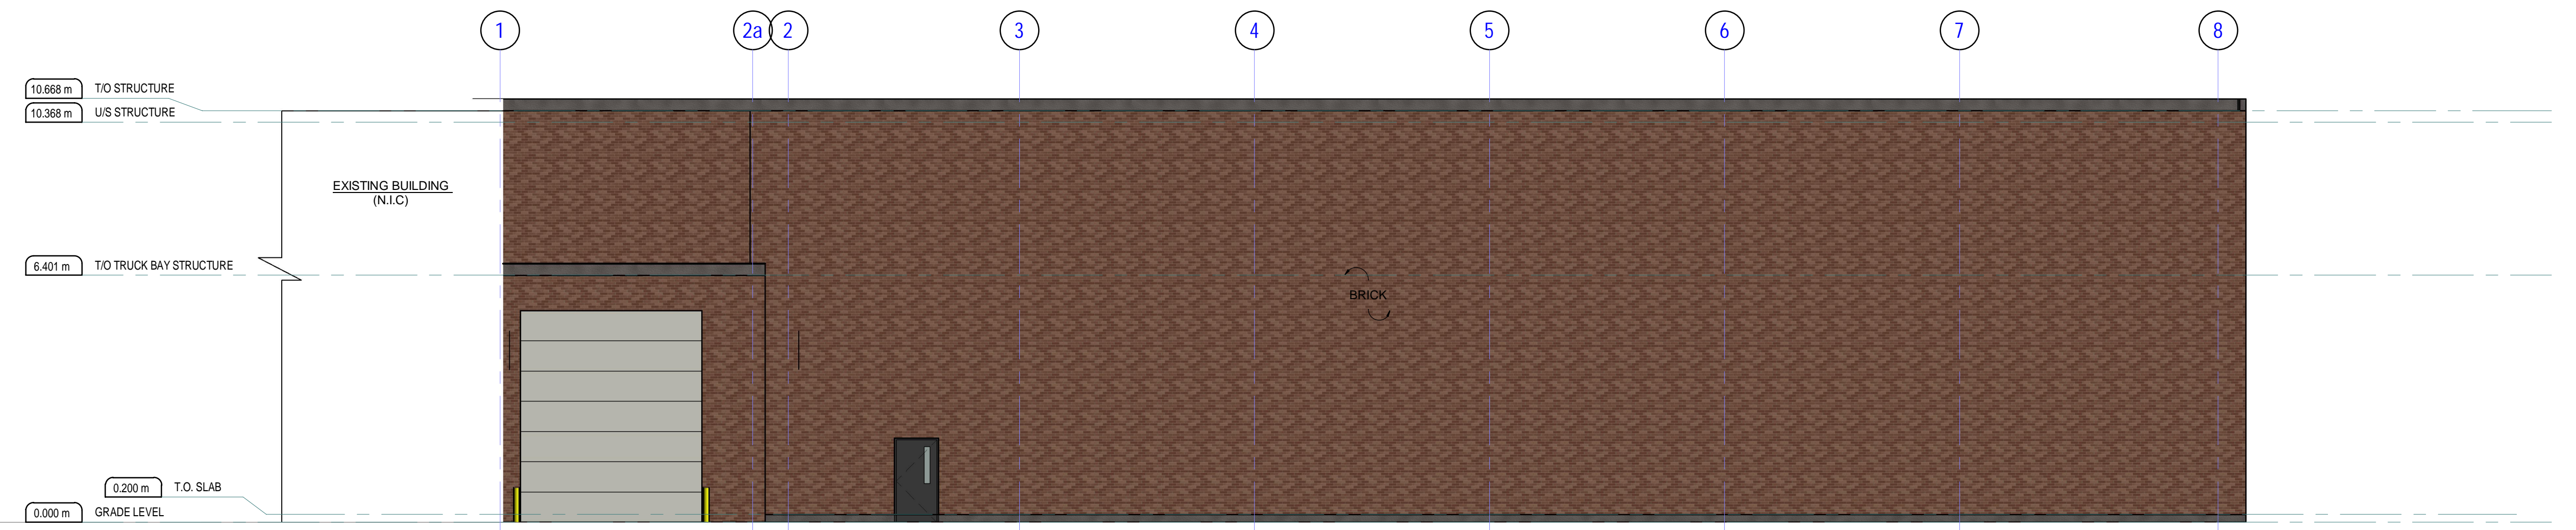 1 2a 2 3 4 5 6 7 8
10.668 m T/O STRUCTURE
10.368 m U/S STRUCTURE
EXISTING BUILDING
(N.I.C)
6.401 m T/O TRUCK BAY STRUCTURE
BRICK
0.200 m T.O. SLAB
0.000 m GRADE LEVEL